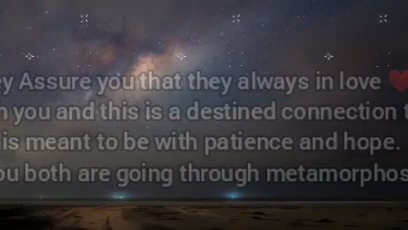 ey Assure you that they always in love ❤
h you and this is a destined connection t
is meant to be with patience and hope.
ou both are going through metamorphos